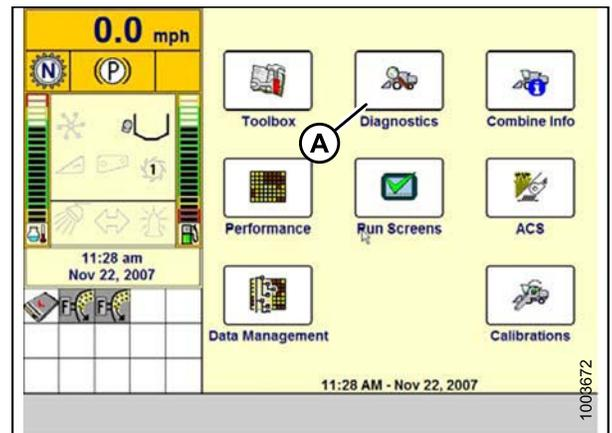 0.0 mph
N
(P)
1
11:28 am
Nov 22, 2007
F
F
Toolbox
Diagnostics
Combine Info
A
Performance
Run Screens
ACS
Data Management
Calibrations
11:28 AM - Nov 22, 2007
1003672